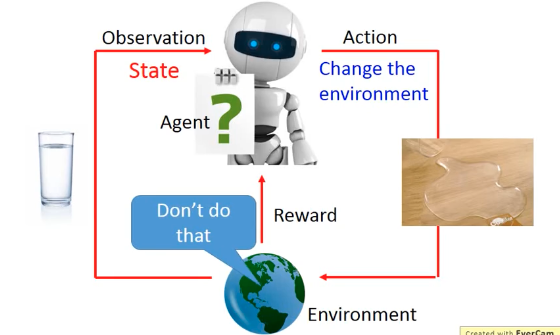 Observation
Action
State
Change the
environment
Agent
?
Don't do
that
Reward
Environment
Created with EverCam